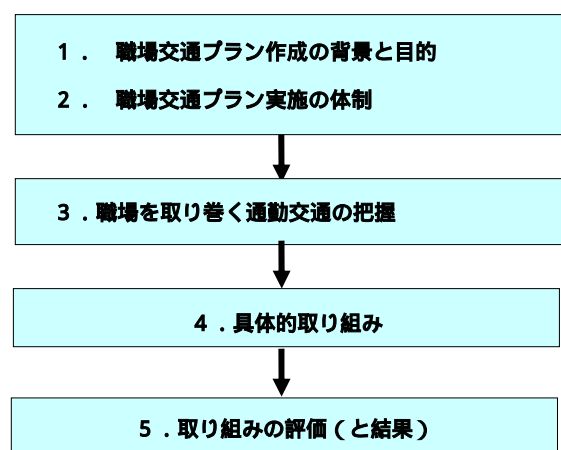 １． 職場交通プラン作成の背景と目的
２． 職場交通プラン実施の体制
３．職場を取り巻く通勤交通の把握
４．具体的取り組み
５．取り組みの評価（と結果）